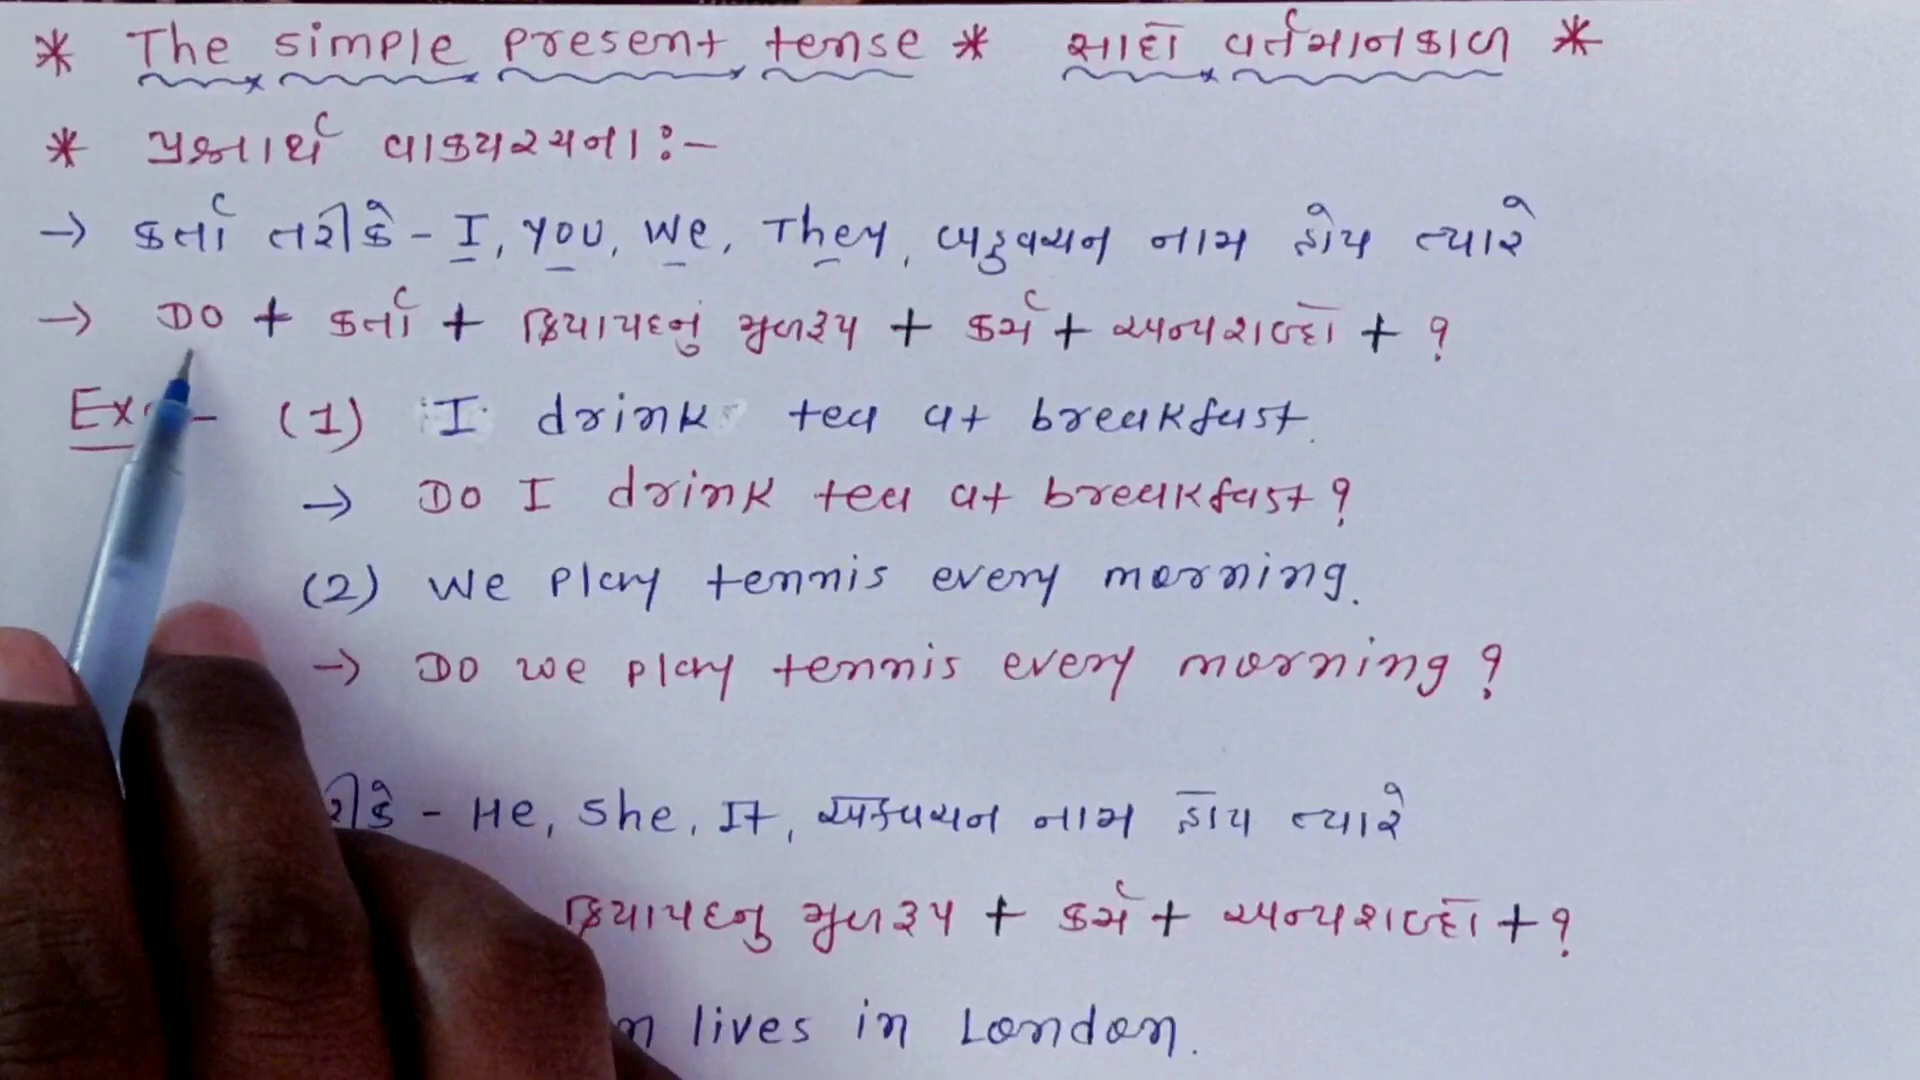 * The simple present tense * સાદો વર્તમાનકાળ *
* પ્રશ્નાર્થ વાક્યરચના :-
→ કર્તા તરીકે - I, you, we, They, બહુવચન નામ હોય ત્યારે
→ Do + કર્તા + ક્રિયાપદનું મુળરૂપ + કર્મ + અન્યશબ્દો + ?
Ex - (1) I drink tea at breakfast.
→ Do I drink tea at breakfast ?
(2) We play tennis every morning.
→ Do we play tennis every morning ?
રીકે - He, she, It, એકવચન નામ હોય ત્યારે
ક્રિયાપદનુ મુળરૂપ + કર્મ + અન્યશબ્દો + ?
n lives in London.